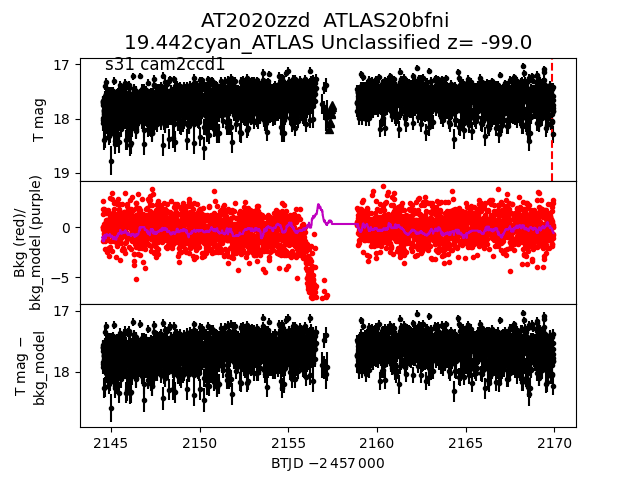 AT2020zzd  ATLAS20bfni
19.442cyan_ATLAS Unclassified z= -99.0
s31 cam2ccd1
T mag
17
18
19
Bkg (red)/
bkg_model (purple)
0
−5
T mag −
bkg_model
17
18
2145
2150
2155
2160
2165
2170
BTJD −2 457 000